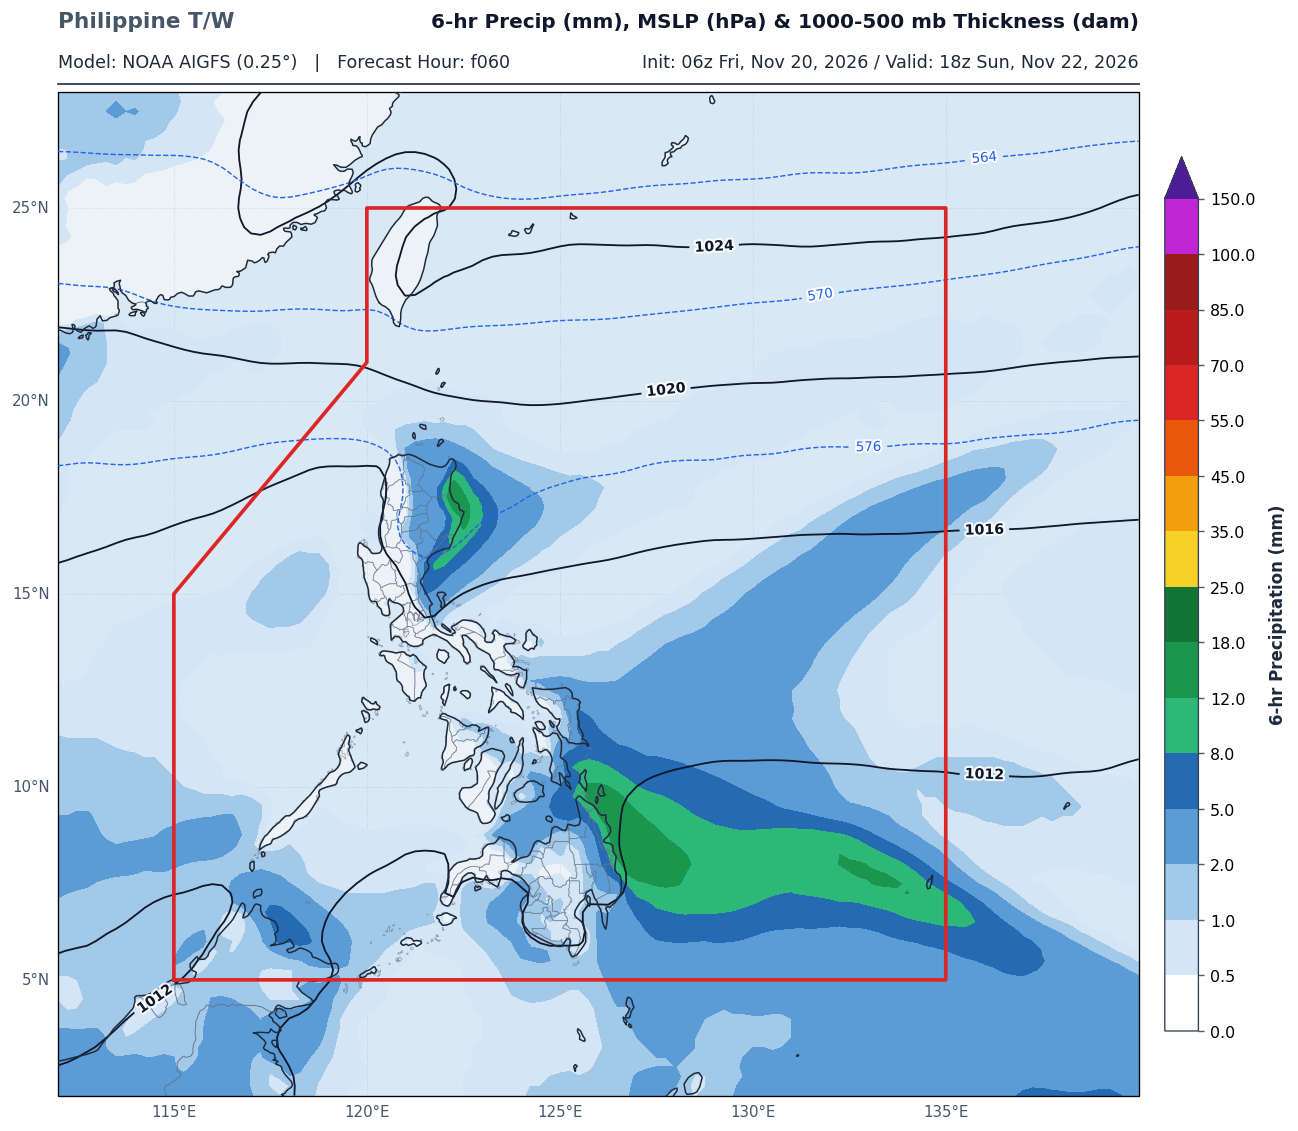 Philippine T/W
6-hr Precip (mm), MSLP (hPa) & 1000-500 mb Thickness (dam)
Model: NOAA AIGFS (0.25°) | Forecast Hour: f060
Init: 06z Fri, Nov 20, 2026 / Valid: 18z Sun, Nov 22, 2026
564
1024
570
1020
576
1016
1012
1012
25°N
20°N
15°N
10°N
5°N
115°E
120°E
125°E
130°E
135°E
150.0
100.0
85.0
70.0
55.0
45.0
35.0
25.0
18.0
12.0
8.0
5.0
2.0
1.0
0.5
0.0
6-hr Precipitation (mm)